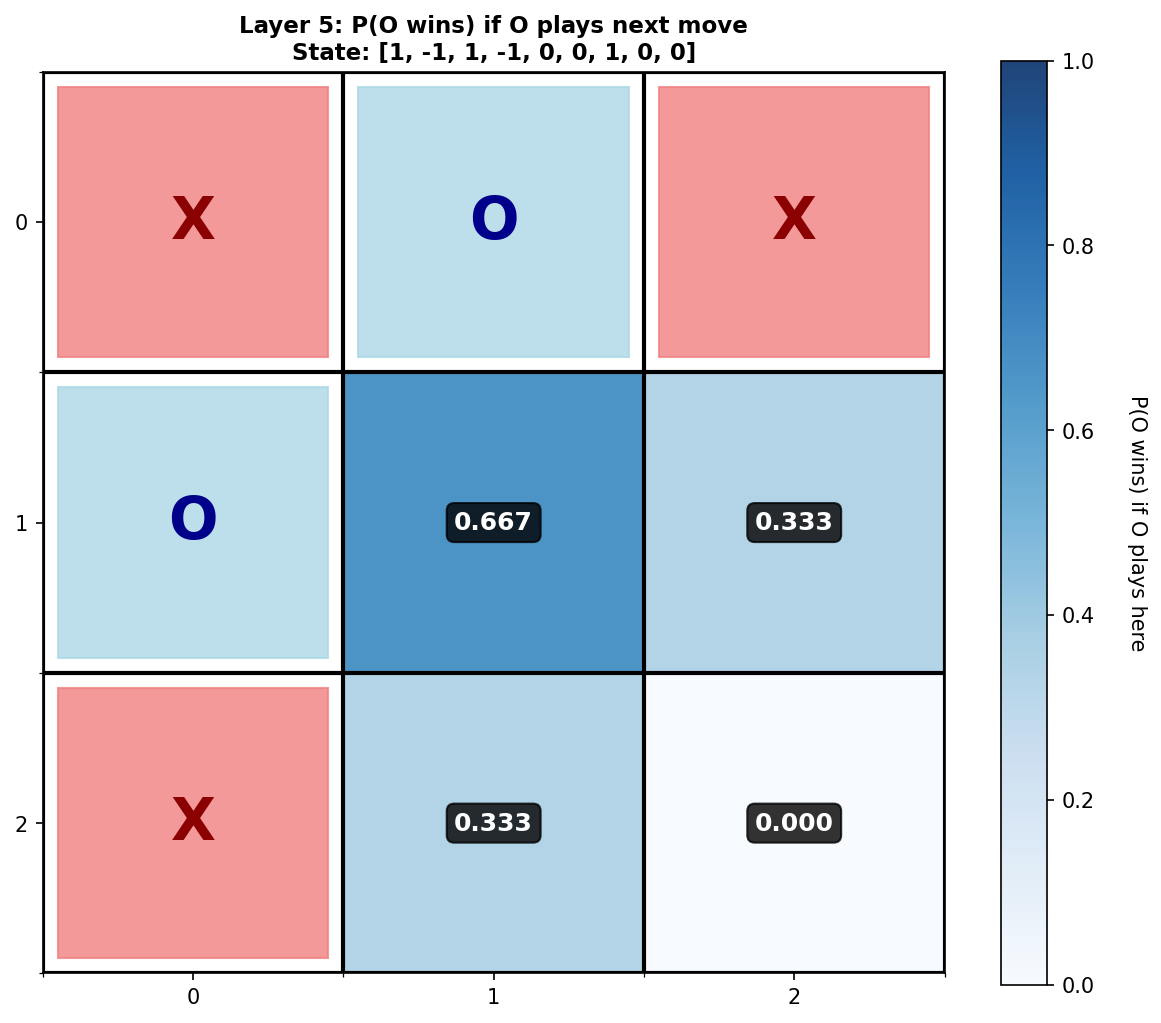 Layer 5: P(O wins) if O plays next move
State: [1, -1, 1, -1, 0, 0, 1, 0, 0]
X O X
O 0.667 0.333
X 0.333 0.000
0
1
2
0 1 2
1.0
0.8
0.6
0.4
0.2
0.0
P(O wins) if O plays here